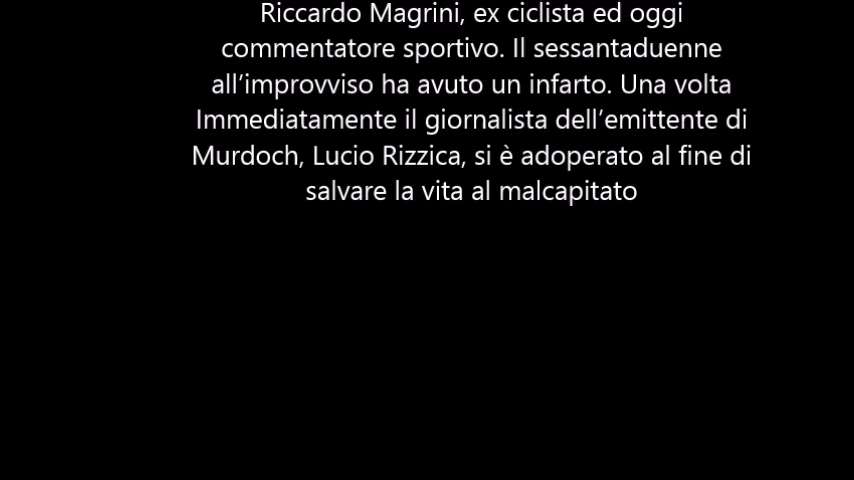 Riccardo Magrini, ex ciclista ed oggi
commentatore sportivo. Il sessantaduenne
all’improvviso ha avuto un infarto. Una volta
Immediatamente il giornalista dell’emittente di
Murdoch, Lucio Rizzica, si è adoperato al fine di
salvare la vita al malcapitato